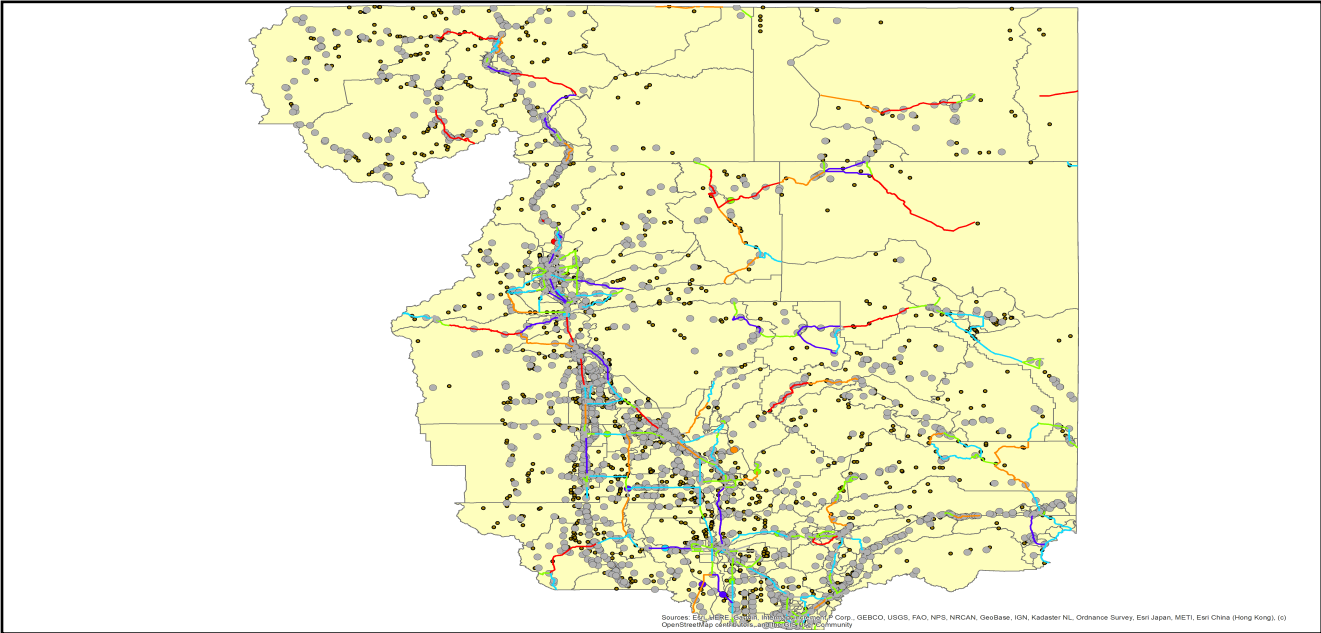 Sources: Esri, HERE, Garmin, Intermap, increment P Corp., GEBCO, USGS, FAO, NPS, NRCAN, GeoBase, IGN, Kadaster NL, Ordnance Survey, Esri Japan, METI, Esri China (Hong Kong), (c)
OpenStreetMap contributors, and the GIS User Community